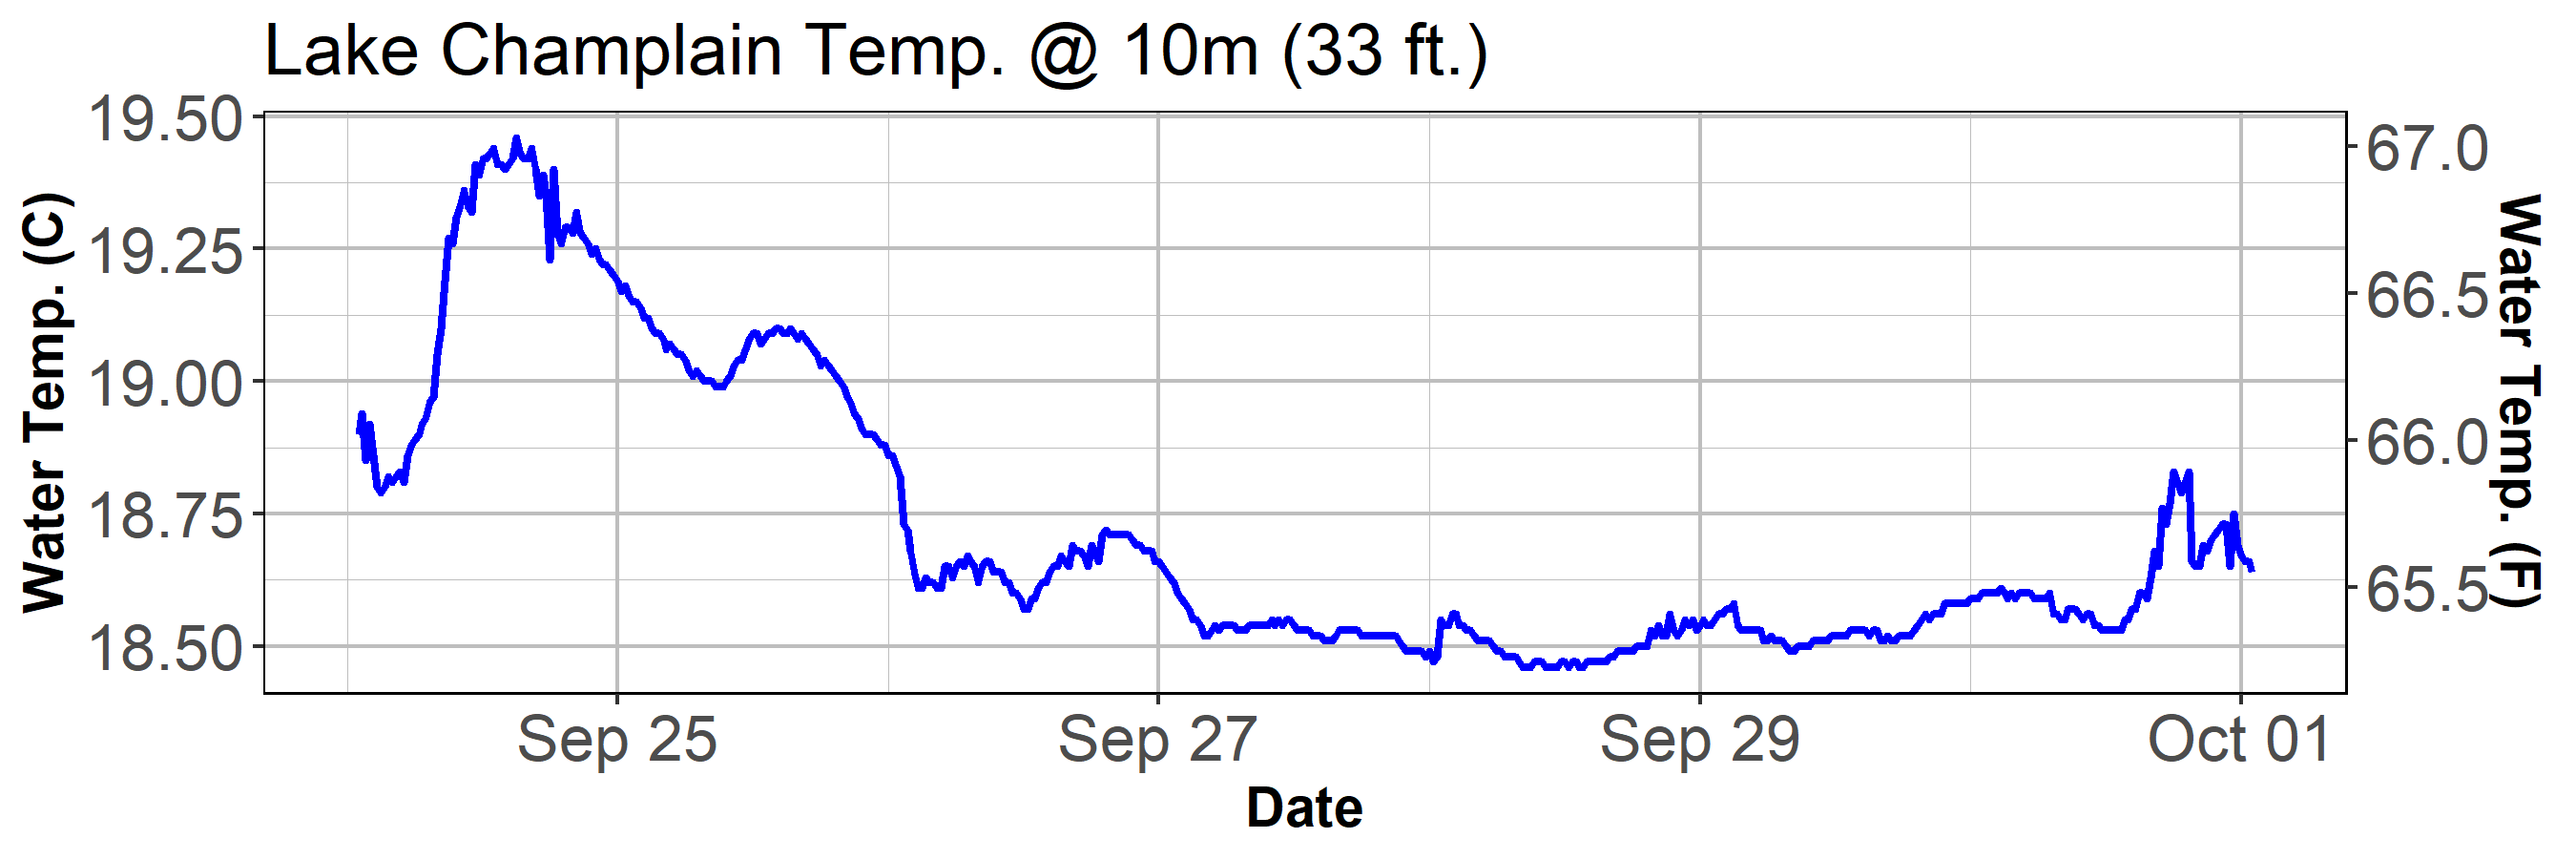 Lake Champlain Temp. @ 10m (33 ft.)
Water Temp. (C)
19.50
19.25
19.00
18.75
18.50
67.0
66.5
66.0
65.5
Water Temp. (F)
Sep 25
Sep 27
Sep 29
Oct 01
Date